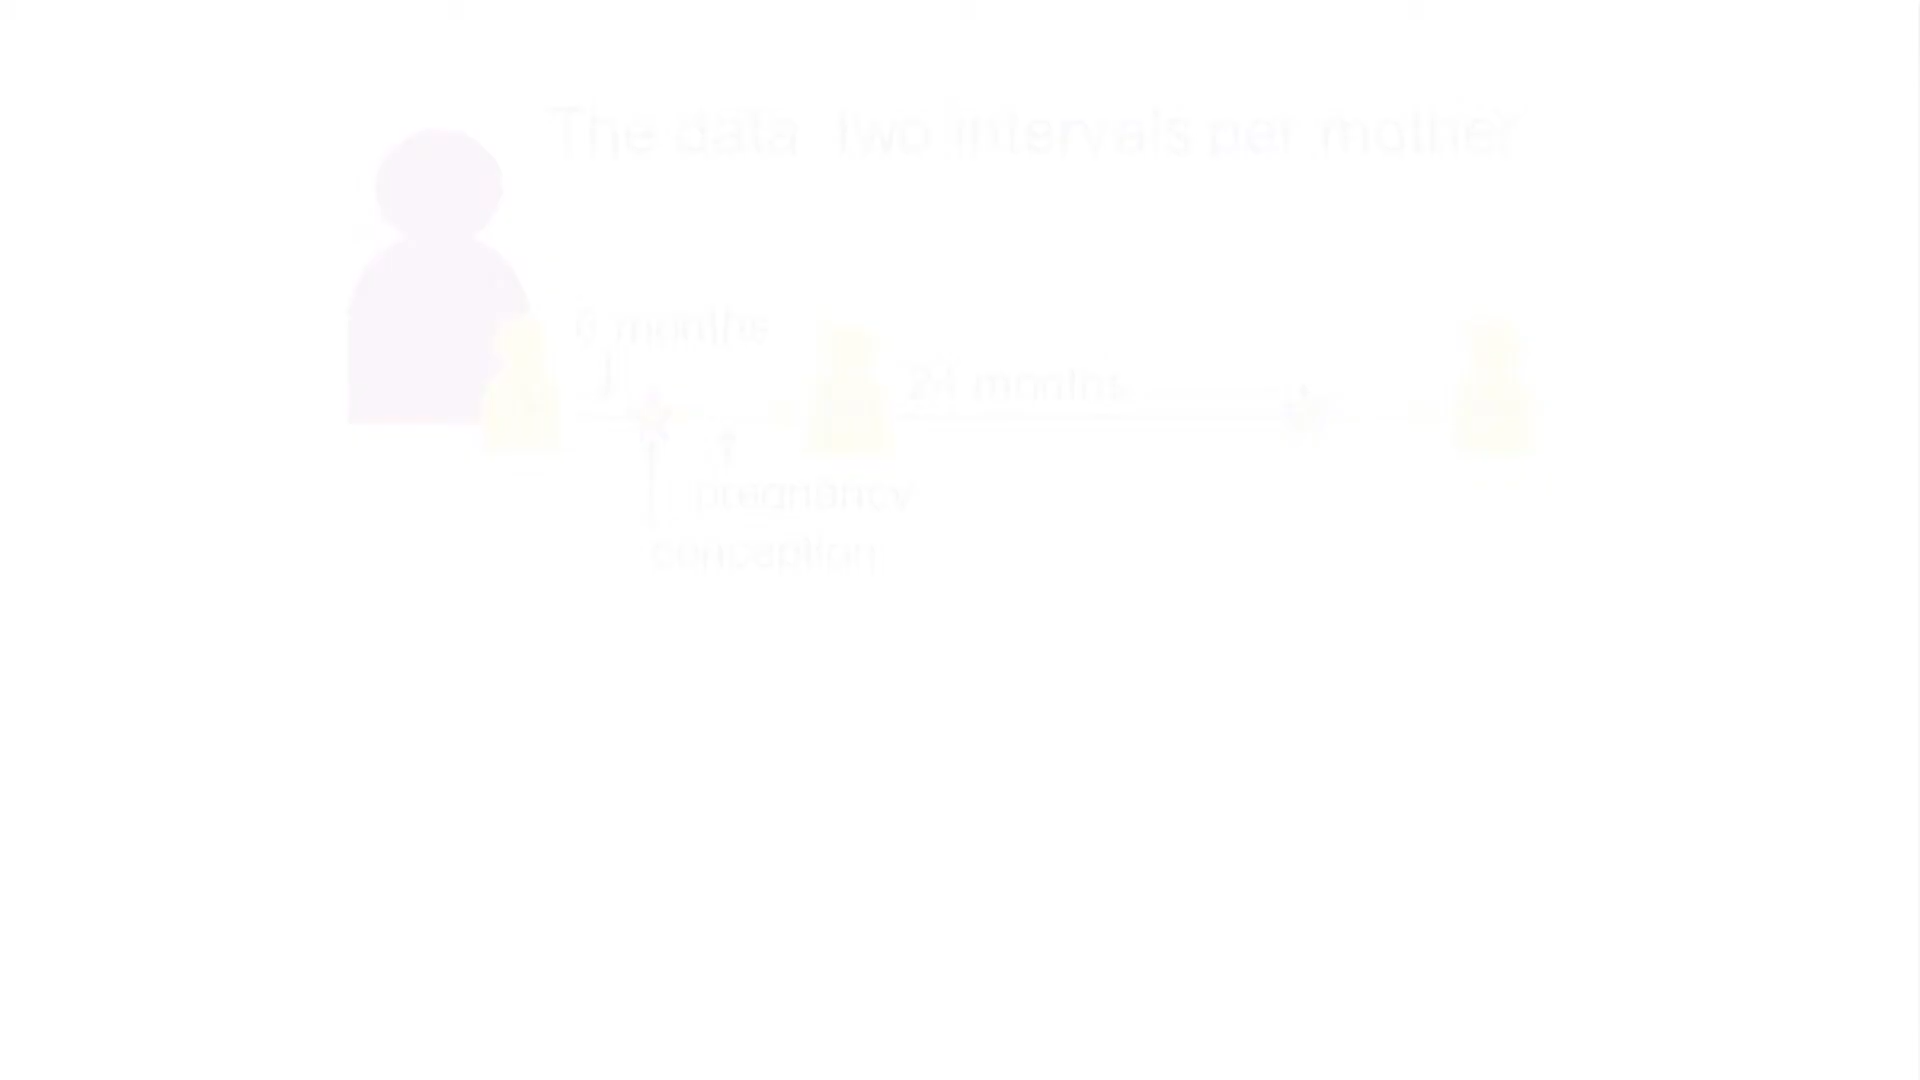 The data two intervals per mother
6 months
24 months
pregnancy
conception